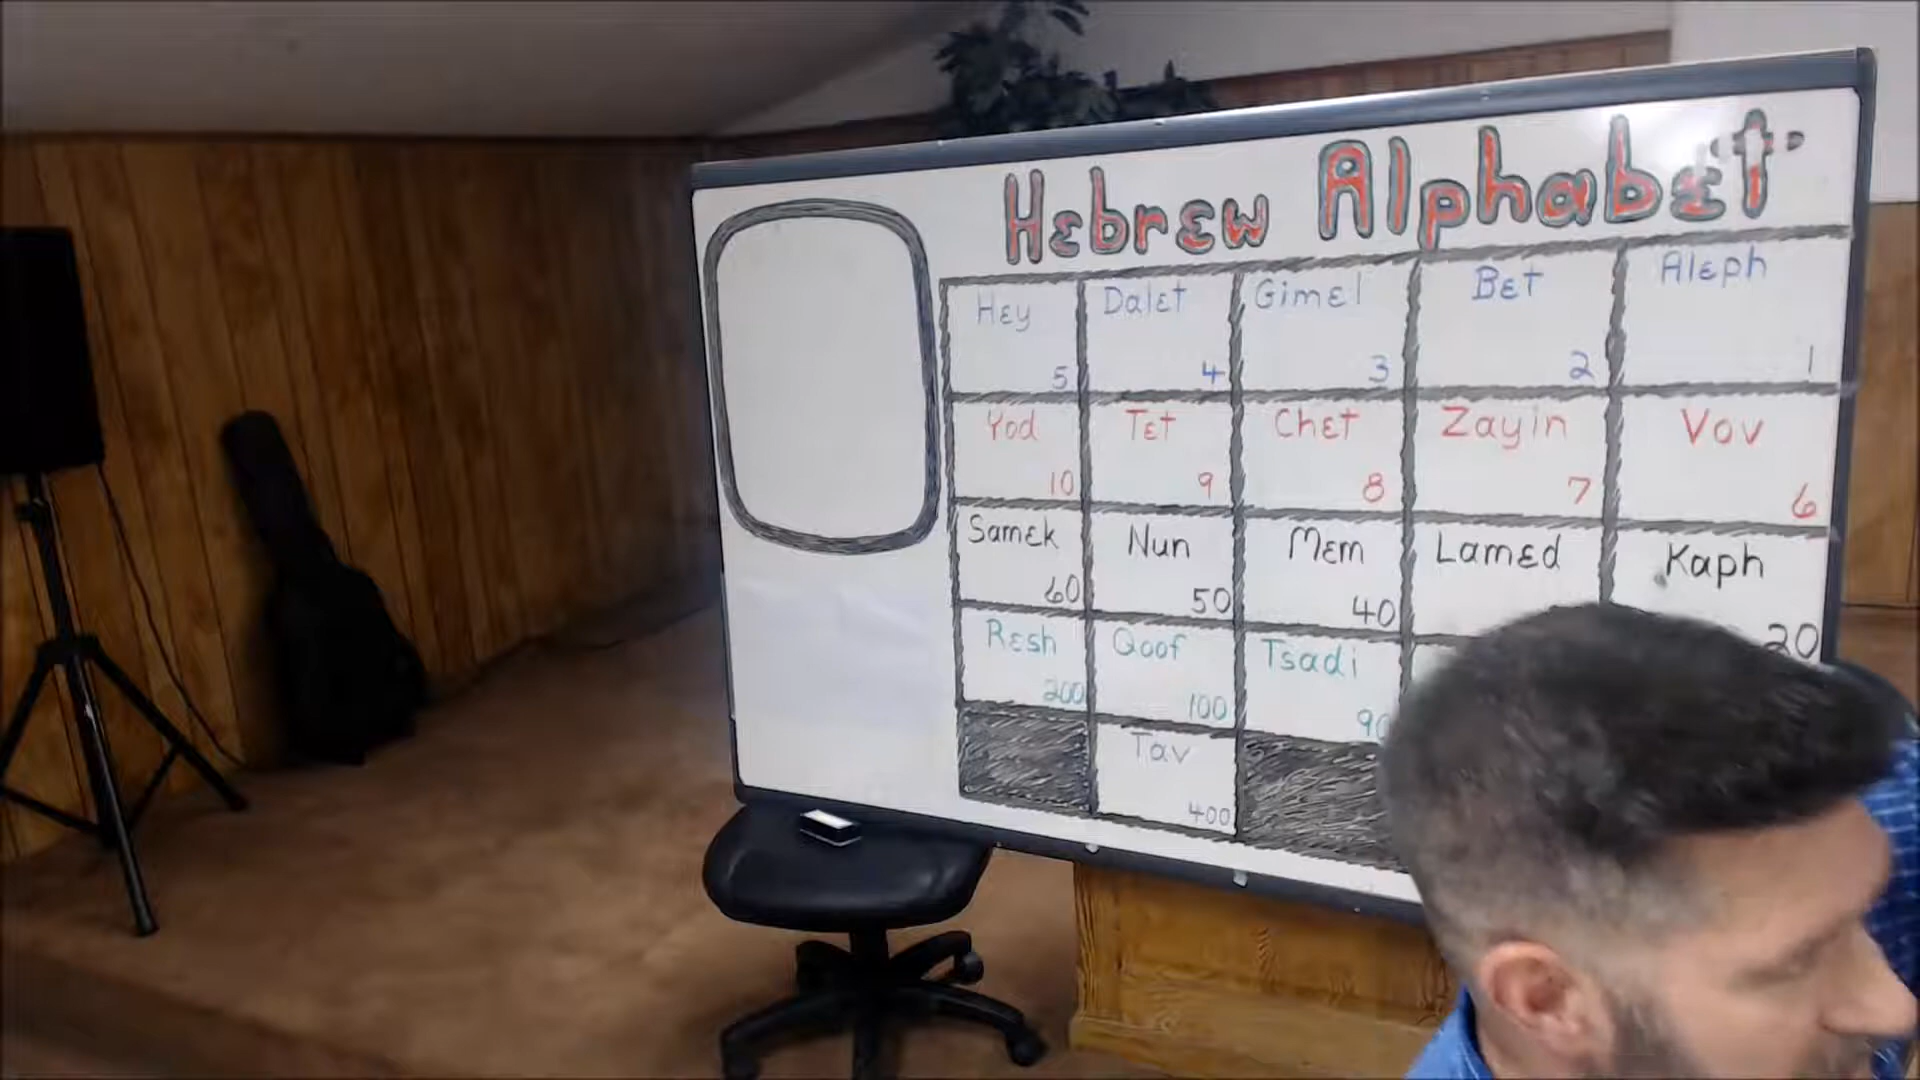 Hebrew Alphabet
Hey Dalet Gimel Bet Aleph
5 4 3 2 1
Yod Tet Chet Zayin Vov
10 9 8 7 6
Samek Nun Mem Lamed Kaph
60 50 40 20
Resh Qoof Tsadi
200 100 90
Tav
400